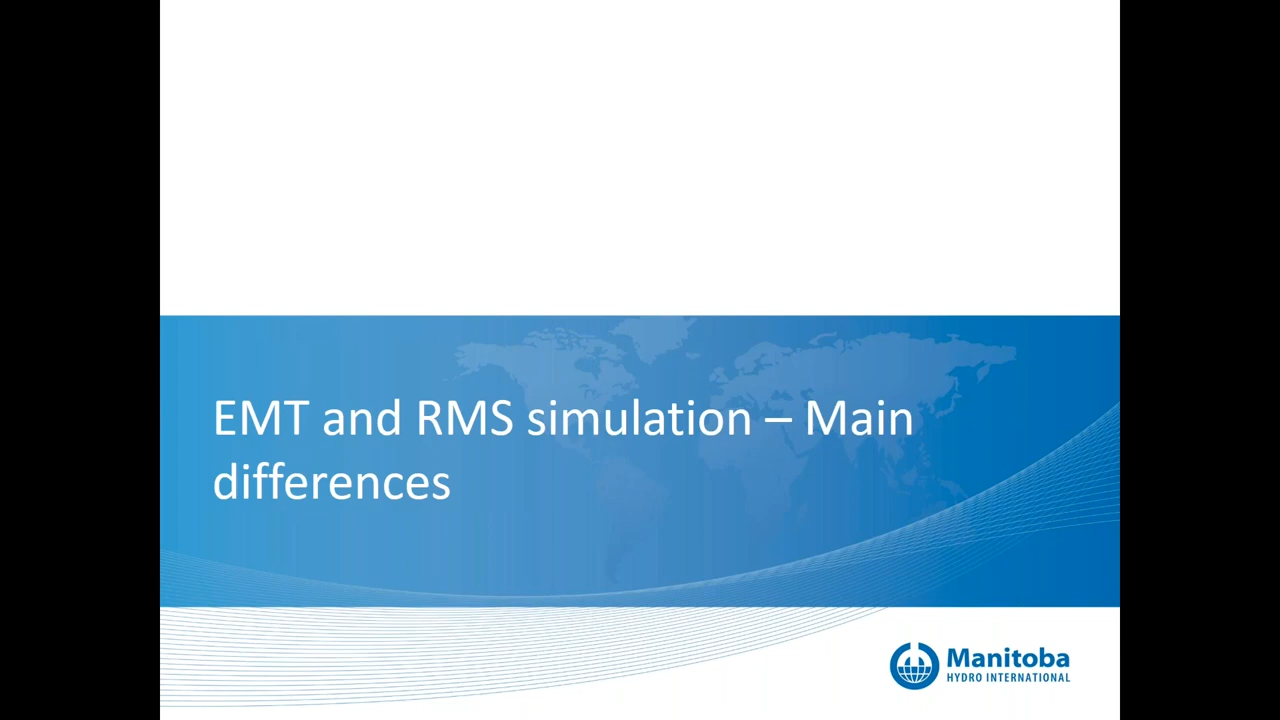 EMT and RMS simulation – Main
differences
Manitoba
HYDRO INTERNATIONAL